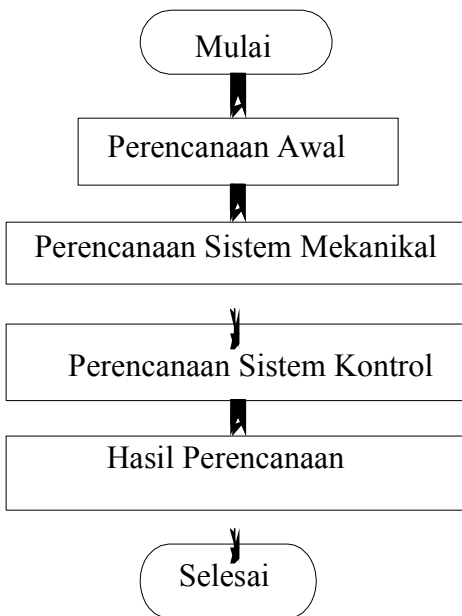 Mulai
Perencanaan Awal
Perencanaan Sistem Mekanikal
Perencanaan Sistem Kontrol
Hasil Perencanaan
Selesai